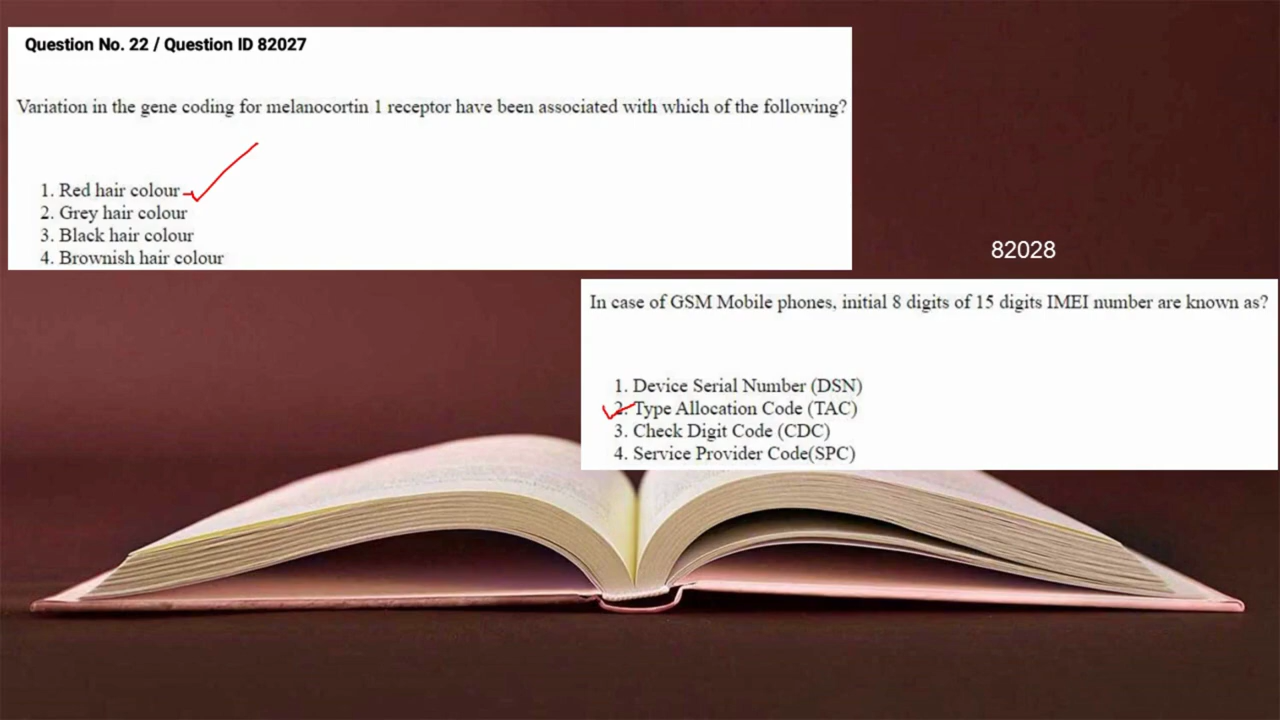 Question No. 22 / Question ID 82027
Variation in the gene coding for melanocortin 1 receptor have been associated with which of the following?
1. Red hair colour
2. Grey hair colour
3. Black hair colour
4. Brownish hair colour
82028
In case of GSM Mobile phones, initial 8 digits of 15 digits IMEI number are known as?
1. Device Serial Number (DSN)
2. Type Allocation Code (TAC)
3. Check Digit Code (CDC)
4. Service Provider Code(SPC)